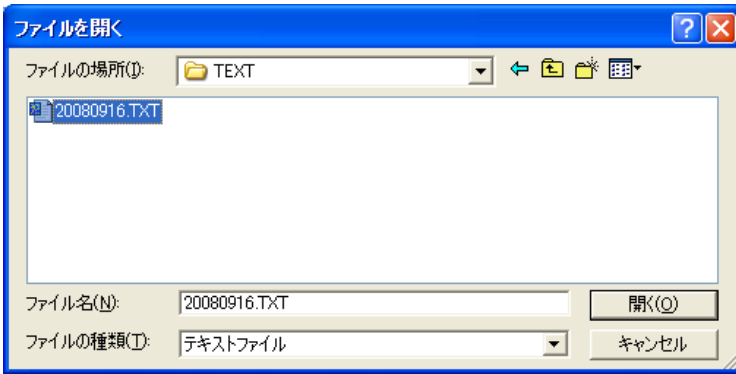 ファイルを開く
ファイルの場所(I): TEXT
20080916.TXT
ファイル名(N): 20080916.TXT 開く(O)
ファイルの種類(T): テキストファイル キャンセル